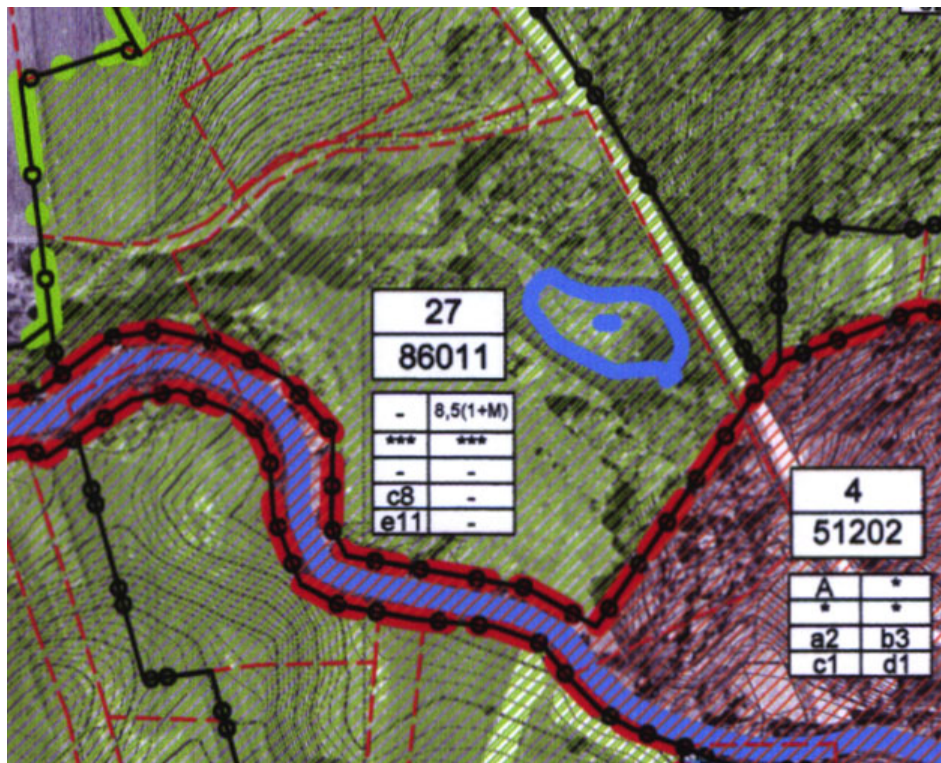 27
86011
- 8,5(1+M)
*** ***
- -
c8 -
e11 -
4
51202
A *
* *
a2 b3
c1 d1